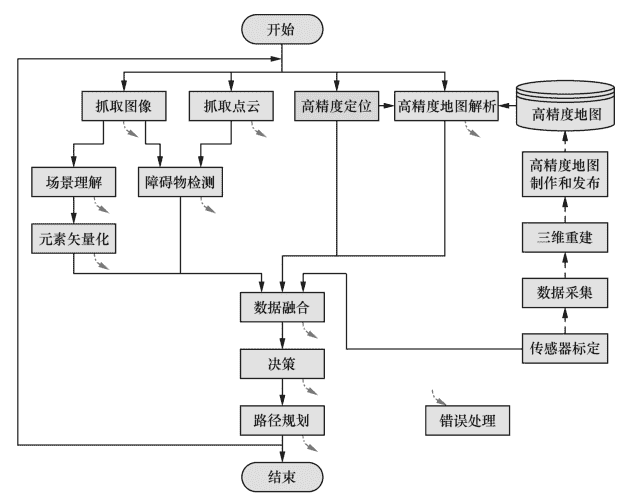 开始
抓取图像
抓取点云
高精度定位
高精度地图解析
高精度地图
场景理解
障碍物检测
高精度地图
制作和发布
元素矢量化
三维重建
数据融合
数据采集
决策
传感器标定
路径规划
错误处理
结束